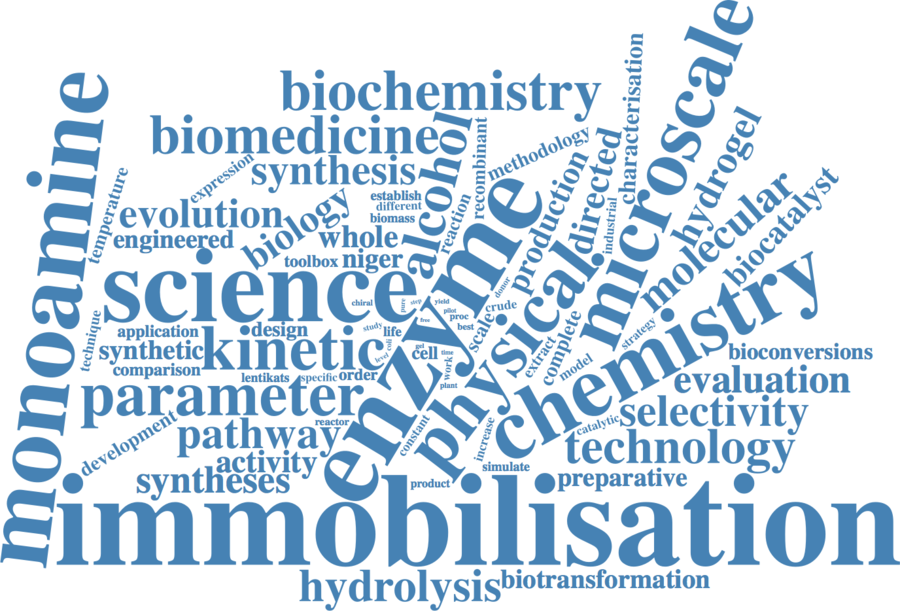 biochemistry
biomedicine
synthesis
expression
alcohol
recombinant
methodology
characterisation
microscale
monoamine
temperature
evolution
engineered
biology
establish
different
biomass
whole
toolbox
niger
reaction
enzyme
production
directed
industrial
hydrogel
molecular
biocatalyst
science
chiral
pure
step
yield
pilot
free
proc
best
donor
crude
scale
physical
technique
application
design
study
life
coli
level
synthetic
kinetic
comparison
gel
cell
time
work
plant
lentikats
specific
order
extract
complete
model
strategy
chemistry
bioconversions
evaluation
parameter
development
pathway
reactor
constant
increase
catalytic
selectivity
technology
activity
syntheses
product
simulate
preparative
immobilisation
hydrolysis
biotransformation